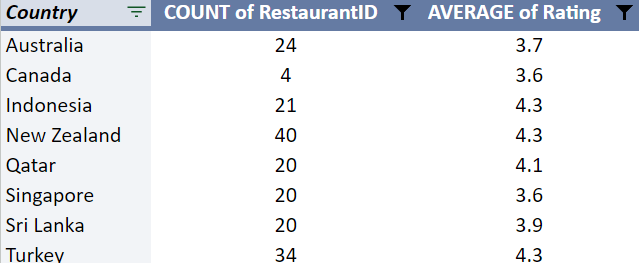 Country COUNT of RestaurantID AVERAGE of Rating
Australia 24 3.7
Canada 4 3.6
Indonesia 21 4.3
New Zealand 40 4.3
Qatar 20 4.1
Singapore 20 3.6
Sri Lanka 20 3.9
Turkey 34 4.3